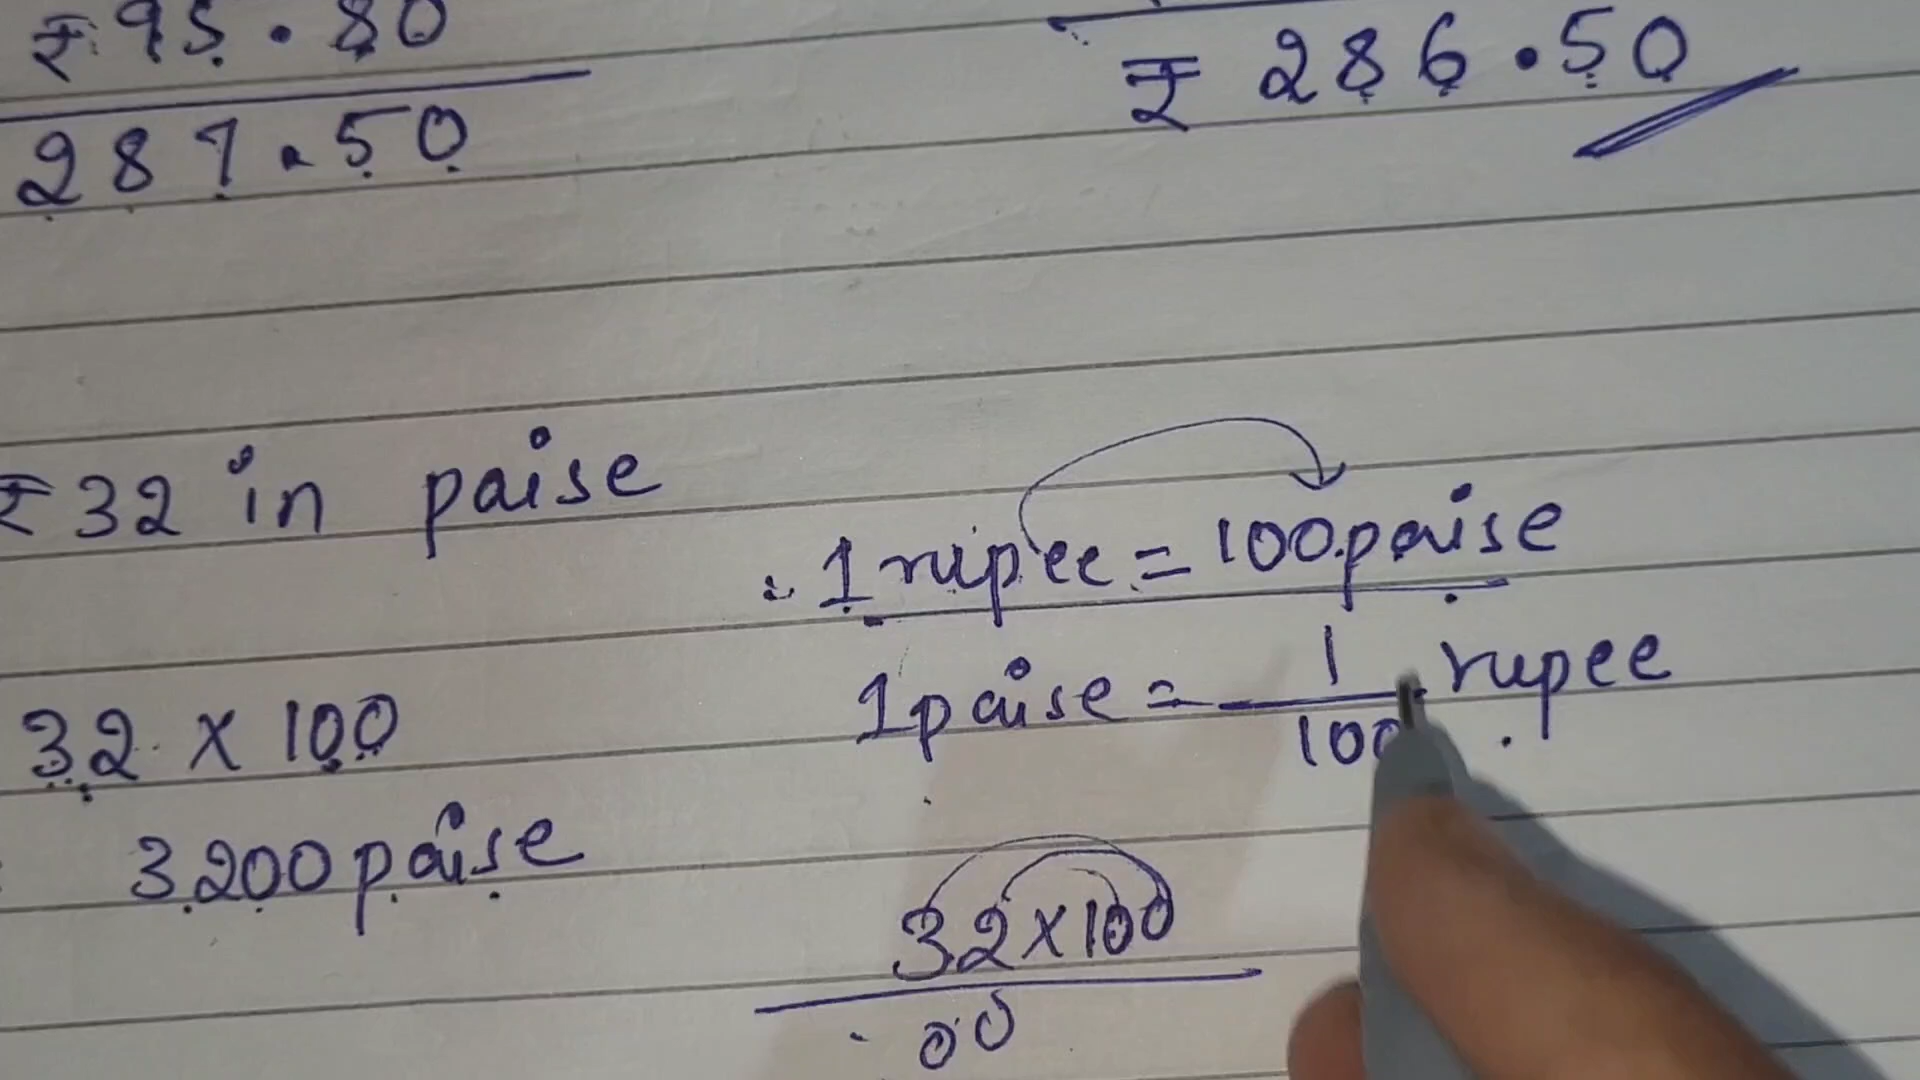 ₹ 95.80
287.50
₹ 286.50
₹32 in paise
1 rupee = 100 paise
1 paise = 1/100 rupee
32 x 100
3200 paise
32x100
00